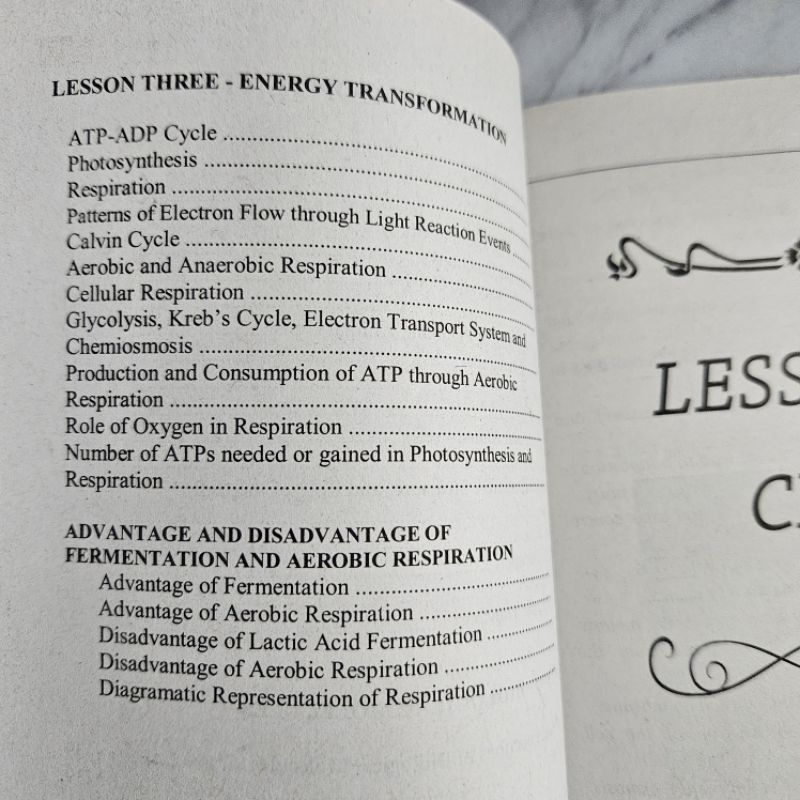 LESSON THREE - ENERGY TRANSFORMATION
ATP-ADP Cycle ....................................................
Photosynthesis ....................................................
Respiration ....................................................
Patterns of Electron Flow through Light Reaction Events ....
Calvin Cycle ....................................................
Aerobic and Anaerobic Respiration ..........................
Cellular Respiration ....................................................
Glycolysis, Kreb's Cycle, Electron Transport System and
Chemiosmosis ....................................................
Production and Consumption of ATP through Aerobic
Respiration ....................................................
Role of Oxygen in Respiration ..................................
Number of ATPs needed or gained in Photosynthesis and
Respiration ....................................................
ADVANTAGE AND DISADVANTAGE OF
FERMENTATION AND AEROBIC RESPIRATION
Advantage of Fermentation ..................................
Advantage of Aerobic Respiration ..........................
Disadvantage of Lactic Acid Fermentation ..............
Disadvantage of Aerobic Respiration ......................
Diagramatic Representation of Respiration ..............
LESS